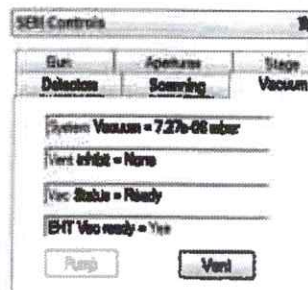 SEM Controls
Gun Apertures Stage
Detectors Scanning Vacuum
System Vacuum = 7.27e-06 mbar
Vent inhibit = None
Vac Status = Ready
EHT Vac ready = Yes
Pump Vent